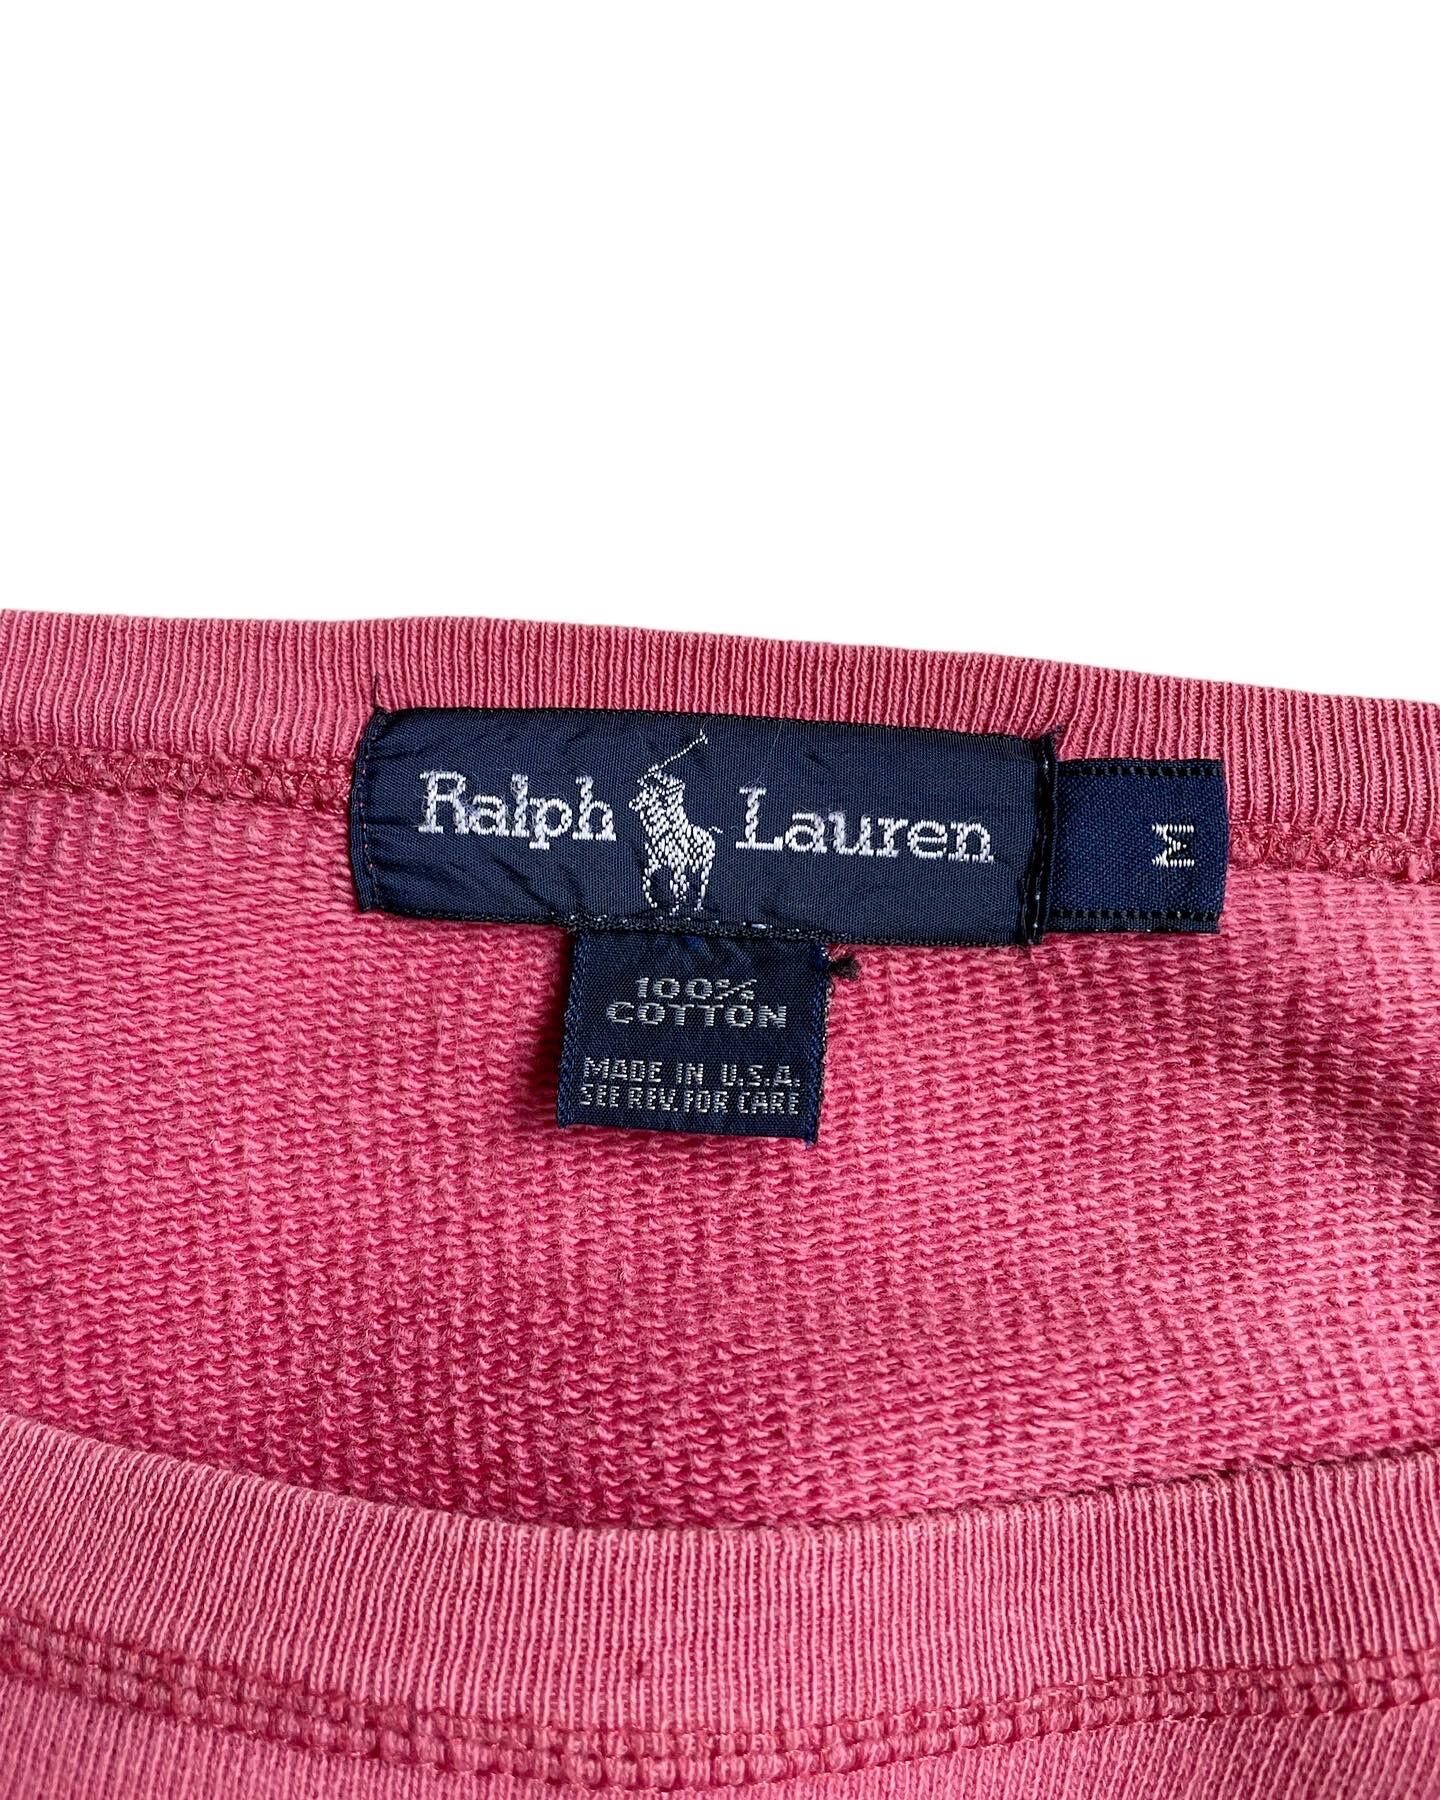 Ralph Lauren
M
100%
COTTON
MADE IN U.S.A.
SEE REV. FOR CARE